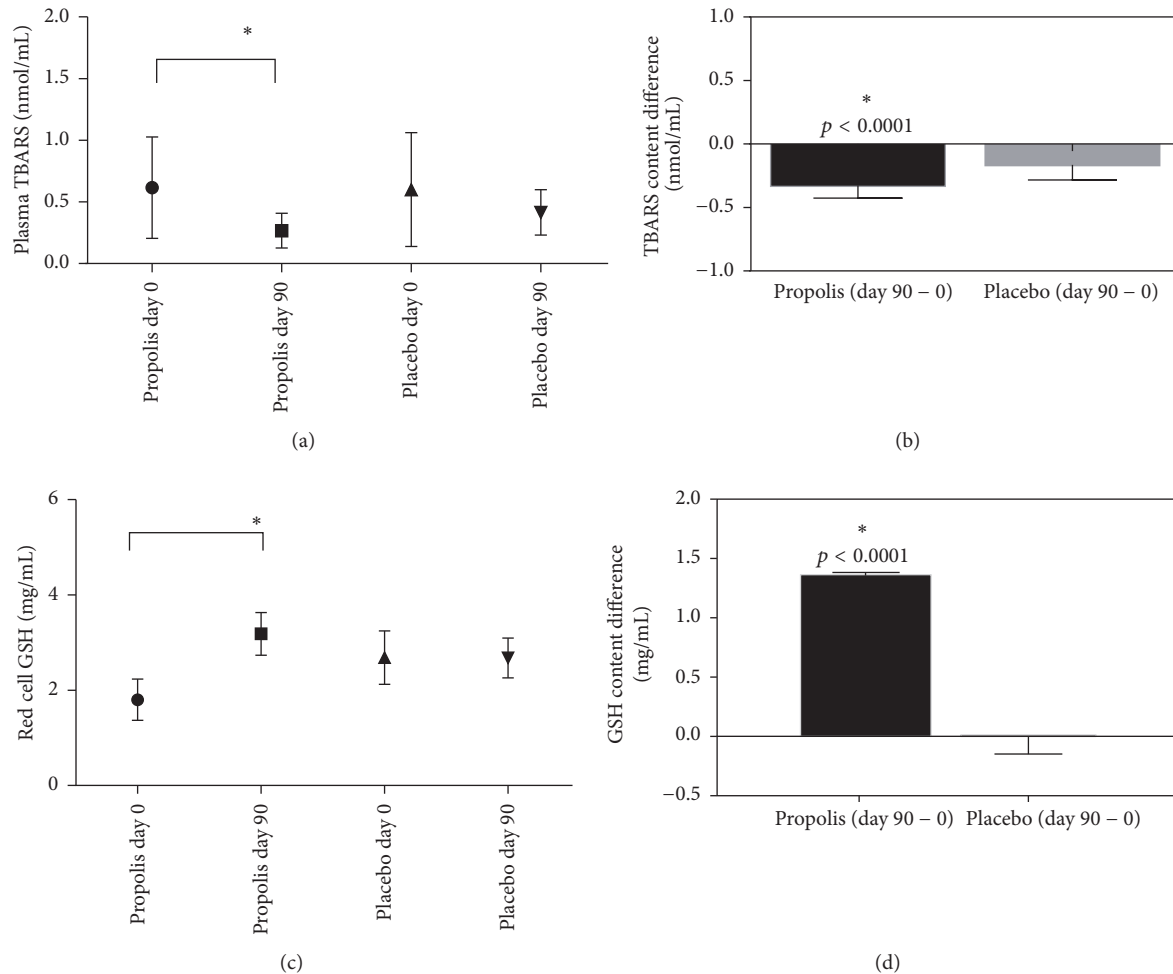 Plasma TBARS (nmol/mL)
2.0
1.5
1.0
0.5
0.0
*
Propolis day 0
Propolis day 90
Placebo day 0
Placebo day 90
(a)
TBARS content difference
(nmol/mL)
1.0
0.5
0.0
−0.5
−1.0
*
p < 0.0001
Propolis (day 90 − 0)
Placebo (day 90 − 0)
(b)
Red cell GSH (mg/mL)
6
4
2
0
*
Propolis day 0
Propolis day 90
Placebo day 0
Placebo day 90
(c)
GSH content difference
(mg/mL)
2.0
1.5
1.0
0.5
0.0
−0.5
*
p < 0.0001
Propolis (day 90 − 0)
Placebo (day 90 − 0)
(d)